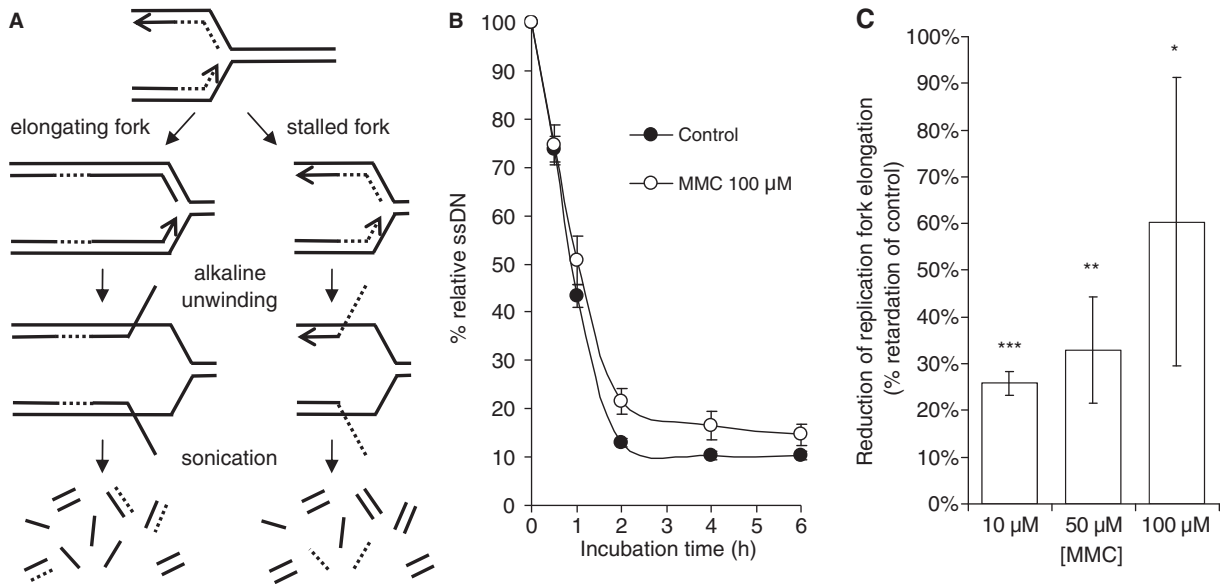 A
elongating fork
stalled fork
alkaline
unwinding
sonication
B
% relative ssDN
100
90
80
70
60
50
40
30
20
10
0
1
2
3
4
5
6
Incubation time (h)
Control
MMC 100 µM
C
Reduction of replication fork elongation
(% retardation of control)
100%
90%
80%
70%
60%
50%
40%
30%
20%
10%
0%
***
**
*
10 µM
50 µM
100 µM
[MMC]